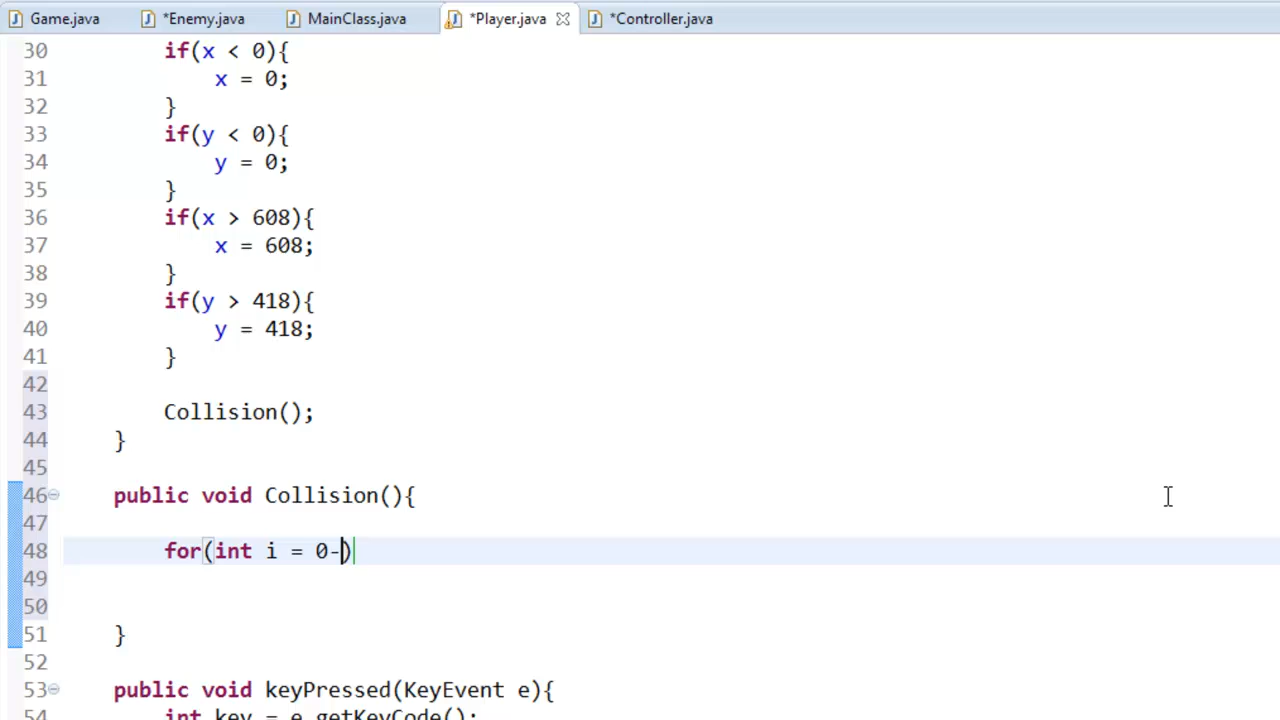 Game.java *Enemy.java MainClass.java *Player.java *Controller.java
30 if(x < 0){
31 x = 0;
32 }
33 if(y < 0){
34 y = 0;
35 }
36 if(x > 608){
37 x = 608;
38 }
39 if(y > 418){
40 y = 418;
41 }
42
43 Collision();
44 }
45
46 public void Collision(){
47
48 for(int i = 0-)
49
50
51 }
52
53 public void keyPressed(KeyEvent e){
54 int key = e.getKeyCode();